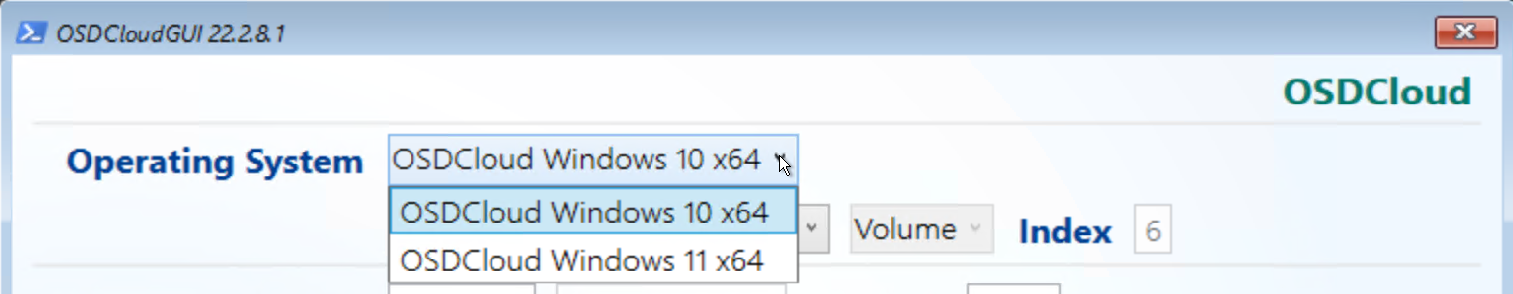 OSDCloudGUI 22.2.8.1
OSDCloud
Operating System OSDCloud Windows 10 x64
OSDCloud Windows 10 x64
Volume Index 6
OSDCloud Windows 11 x64